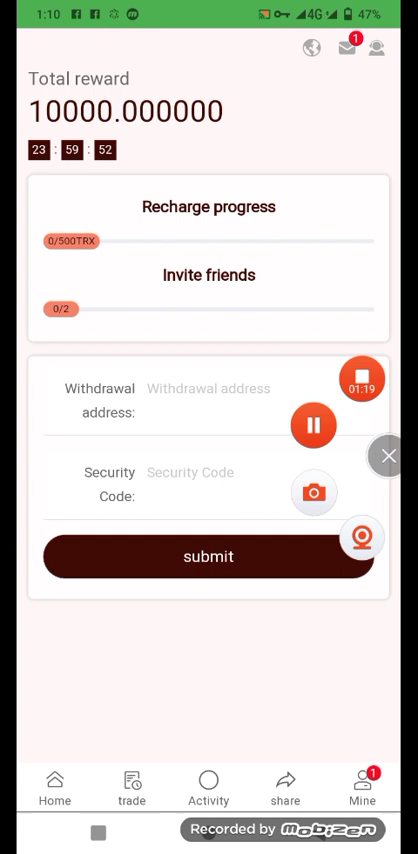 1:10 4G 47%
1
Total reward
10000.000000
23 : 59 : 52
Recharge progress
0/500TRX
Invite friends
0/2
Withdrawal address: Withdrawal address
01:19
Security Code: Security Code
submit
1
Home trade Activity share Mine
Recorded by mobizen